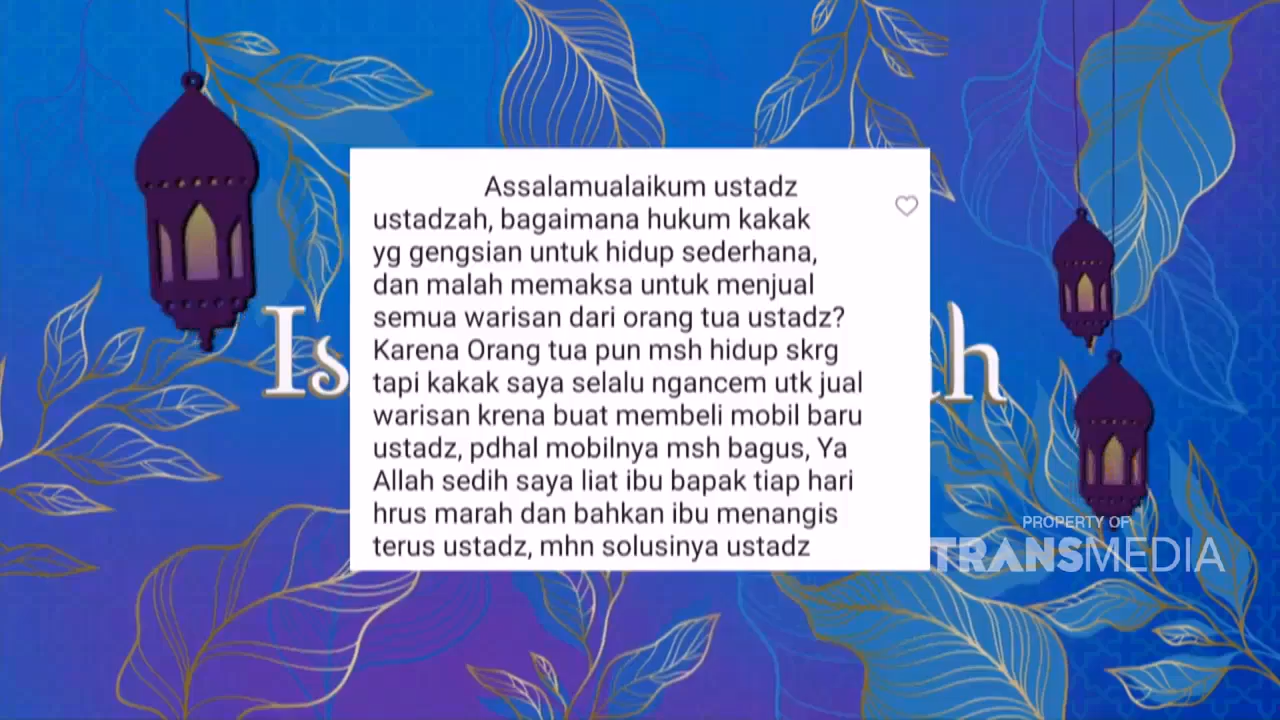 Assalamualaikum ustadz
ustadzah, bagaimana hukum kakak
yg gengsian untuk hidup sederhana,
dan malah memaksa untuk menjual
semua warisan dari orang tua ustadz?
Karena Orang tua pun msh hidup skrg
tapi kakak saya selalu ngancem utk jual
warisan krena buat membeli mobil baru
ustadz, pdhal mobilnya msh bagus, Ya
Allah sedih saya liat ibu bapak tiap hari
hrus marah dan bahkan ibu menangis
terus ustadz, mhn solusinya ustadz
PROPERTY OF
TRANSMEDIA